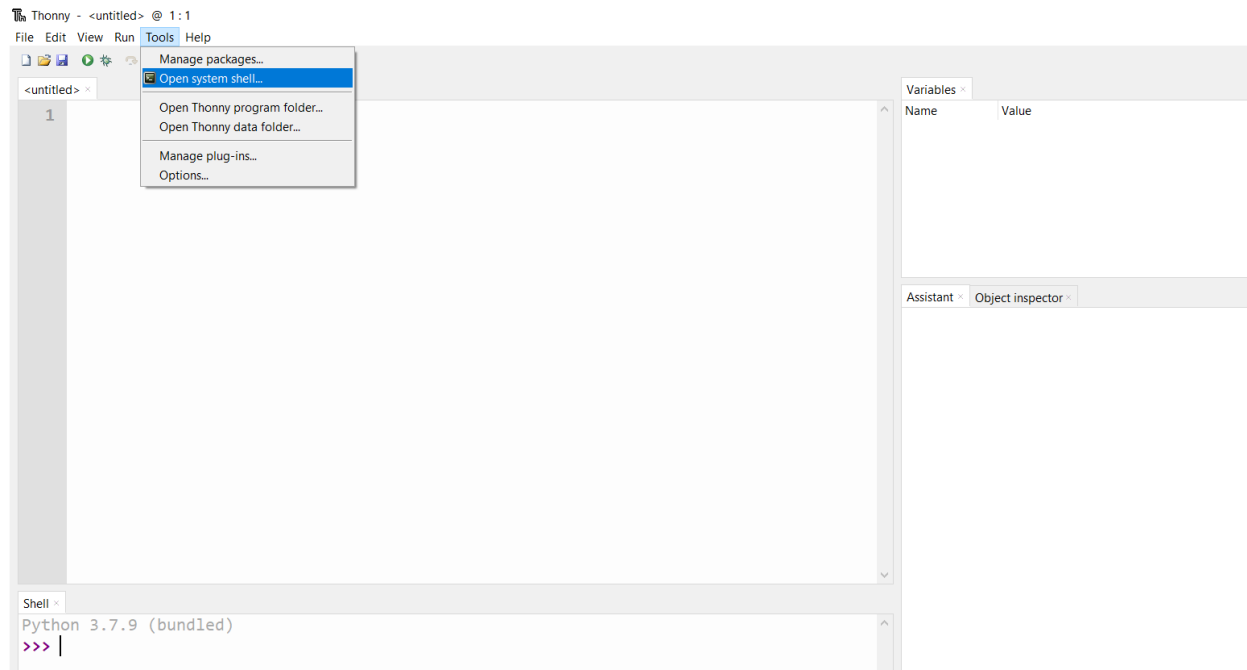 Thonny - <untitled> @ 1:1
File Edit View Run Tools Help
Manage packages...
Open system shell...
Open Thonny program folder...
Open Thonny data folder...
Manage plug-ins...
Options...
<untitled> ×
1
Variables ×
Name Value
Assistant × Object inspector ×
Shell ×
Python 3.7.9 (bundled)
>>>